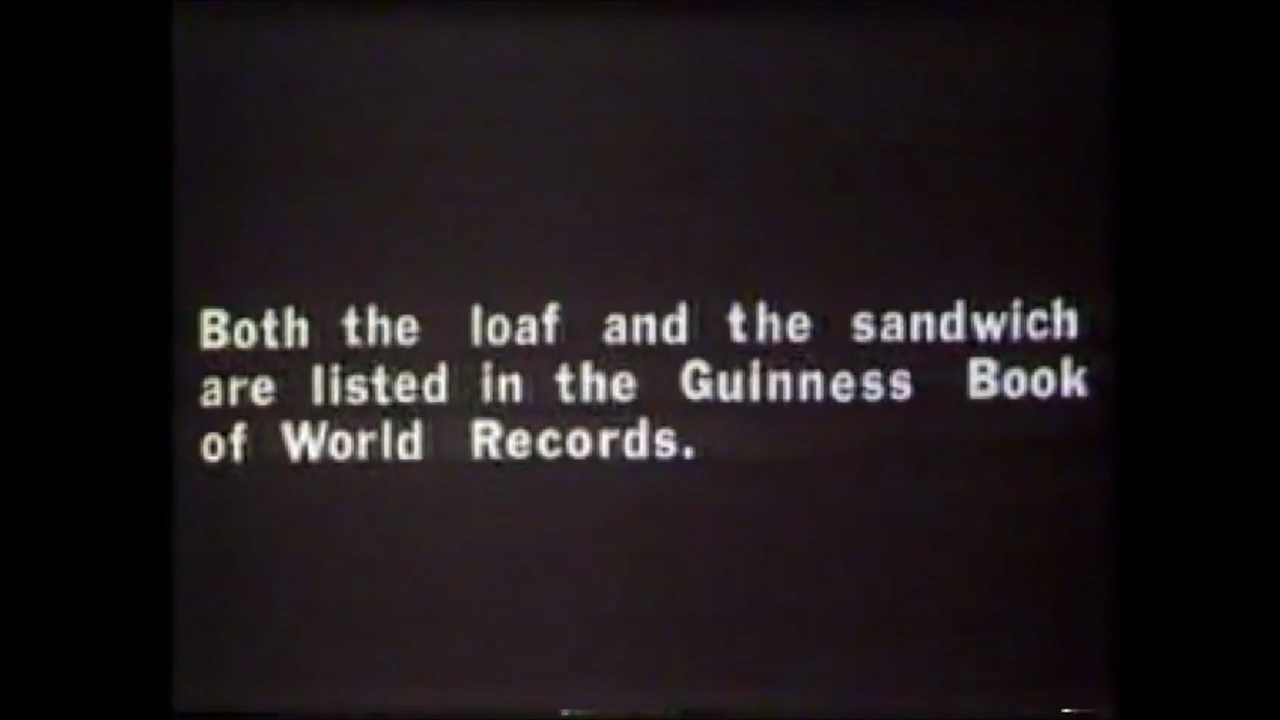 Both the loaf and the sandwich
are listed in the Guinness Book
of World Records.